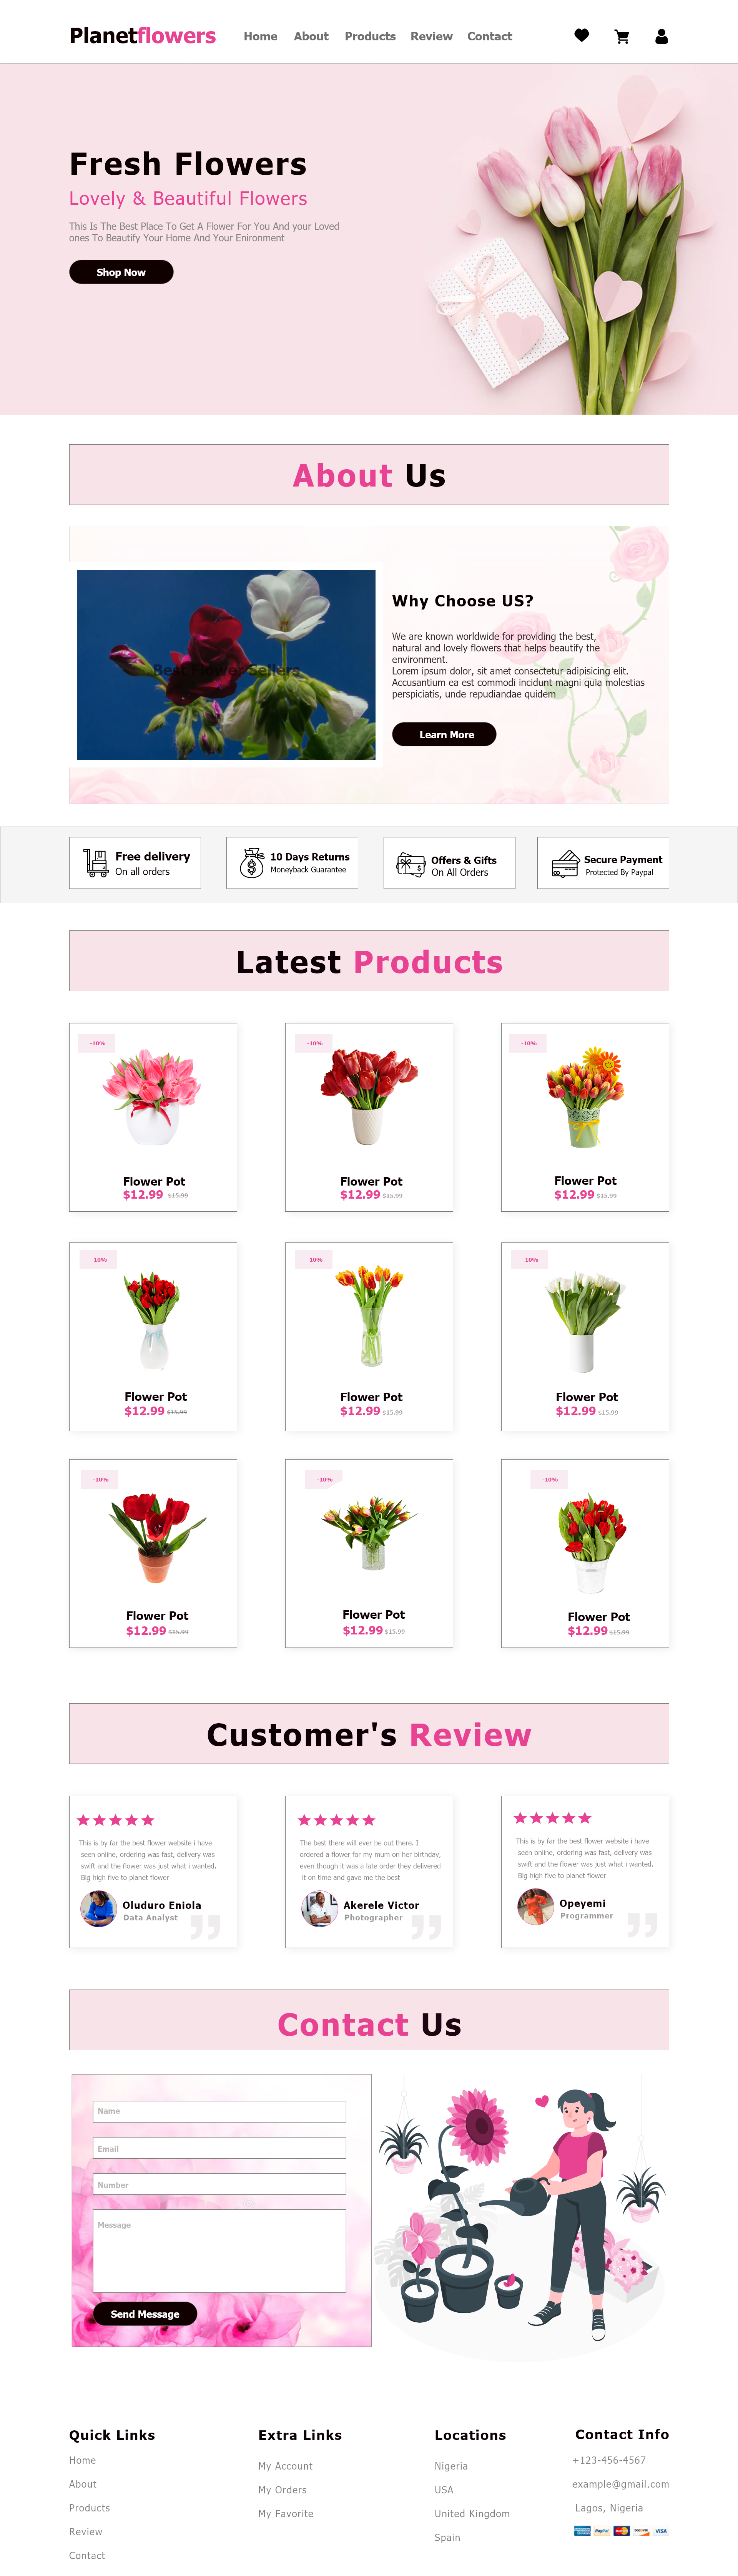 Planetflowers
Home About Products Review Contact
Fresh Flowers
Lovely & Beautiful Flowers
This Is The Best Place To Get A Flower For You And your Loved
ones To Beautify Your Home And Your Enironment
Shop Now
About Us
Best Flower Sellers
Why Choose US?
We are known worldwide for providing the best,
natural and lovely flowers that helps beautify the
environment.
Lorem ipsum dolor, sit amet consectetur adipisicing elit.
Accusantium ea est commodi incidunt magni quia molestias
perspiciatis, unde repudiandae quidem
Learn More
Free delivery
On all orders
10 Days Returns
Moneyback Guarantee
Offers & Gifts
On All Orders
Secure Payment
Protected By Paypal
Latest Products
-10%
Flower Pot
$12.99 $15.99
-10%
Flower Pot
$12.99 $15.99
-10%
Flower Pot
$12.99 $15.99
-10%
Flower Pot
$12.99 $15.99
-10%
Flower Pot
$12.99 $15.99
-10%
Flower Pot
$12.99 $15.99
-10%
Flower Pot
$12.99 $15.99
-10%
Flower Pot
$12.99 $15.99
-10%
Flower Pot
$12.99 $15.99
Customer's Review
This is by far the best flower website i have
seen online, ordering was fast, delivery was
swift and the flower was just what i wanted.
Big high five to planet flower
Oluduro Eniola
Data Analyst
The best there will ever be out there. I
ordered a flower for my mum on her birthday,
even though it was a late order they delivered
it on time and gave me the best
Akerele Victor
Photographer
This is by far the best flower website i have
seen online, ordering was fast, delivery was
swift and the flower was just what i wanted.
Big high five to planet flower
Opeyemi
Programmer
Contact Us
Name
Email
Number
Message
Send Message
Quick Links
Home
About
Products
Review
Contact
Extra Links
My Account
My Orders
My Favorite
Locations
Nigeria
USA
United Kingdom
Spain
Contact Info
+123-456-4567
example@gmail.com
Lagos, Nigeria
PayPal
VISA